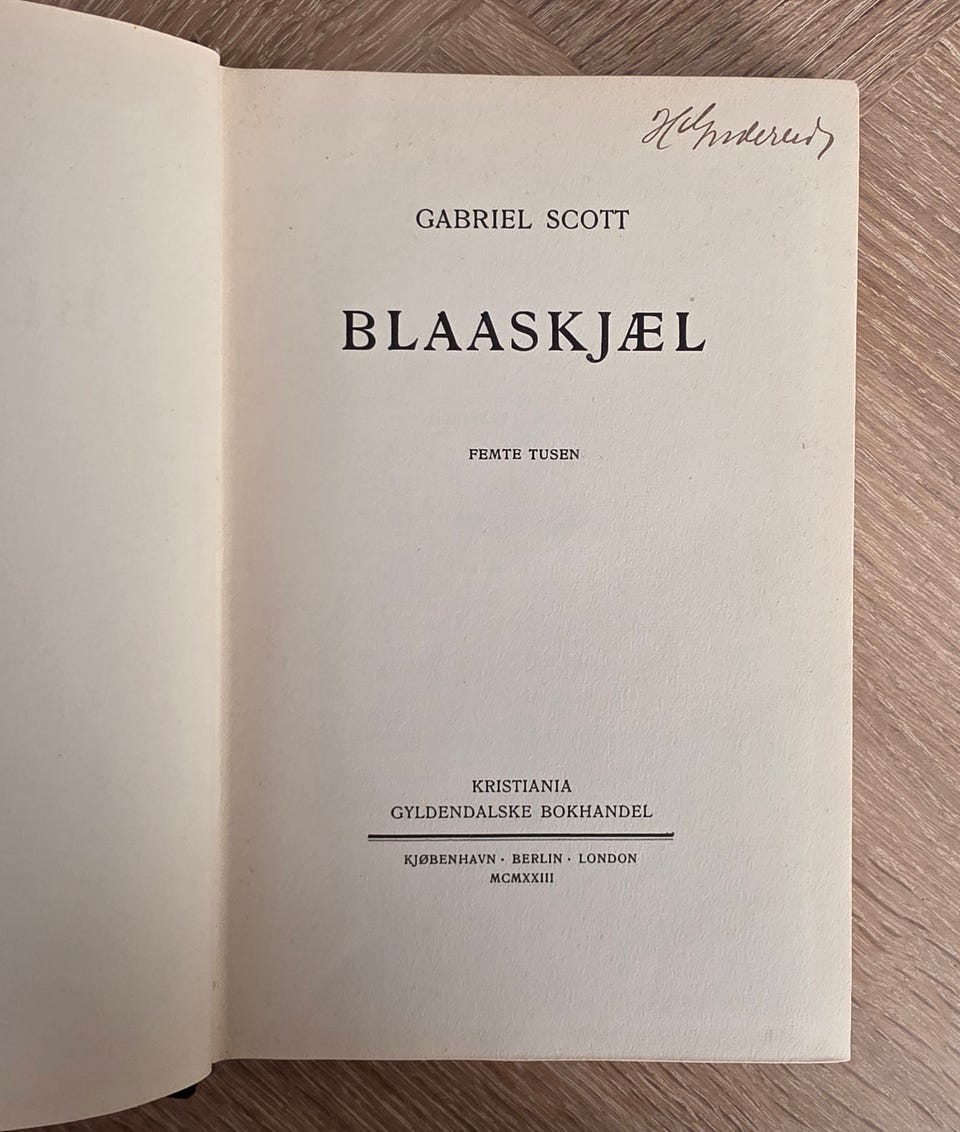 GABRIEL SCOTT
BLAASKJÆL
FEMTE TUSEN
KRISTIANIA
GYLDENDALSKE BOKHANDEL
KJØBENHAVN · BERLIN · LONDON
MCMXXIII